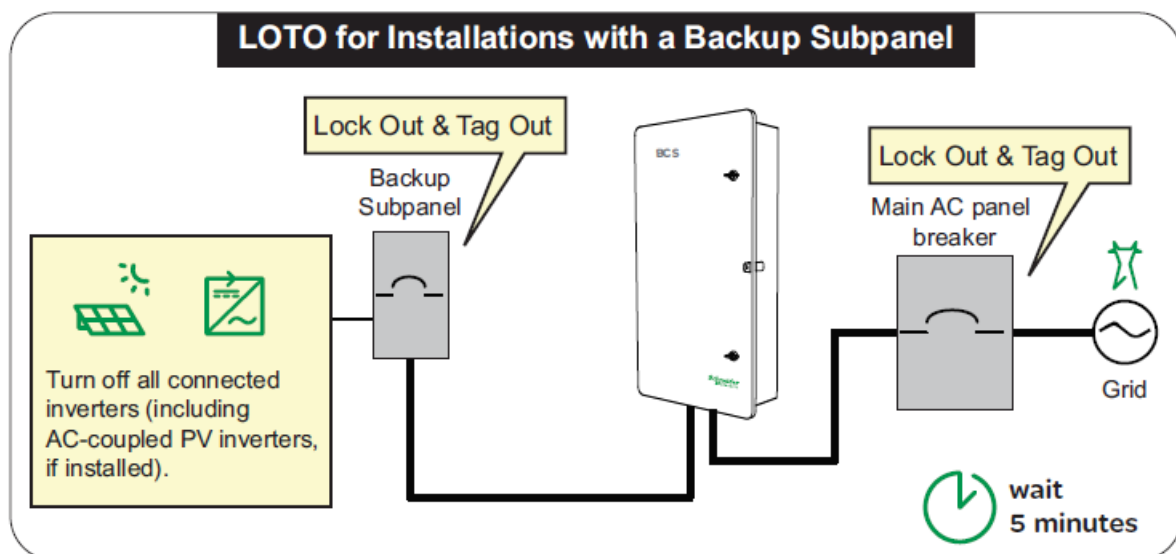 LOTO for Installations with a Backup Subpanel
Lock Out & Tag Out
Backup
Subpanel
BCS
Lock Out & Tag Out
Main AC panel
breaker
Turn off all connected
inverters (including
AC-coupled PV inverters,
if installed).
Schneider
Grid
wait
5 minutes